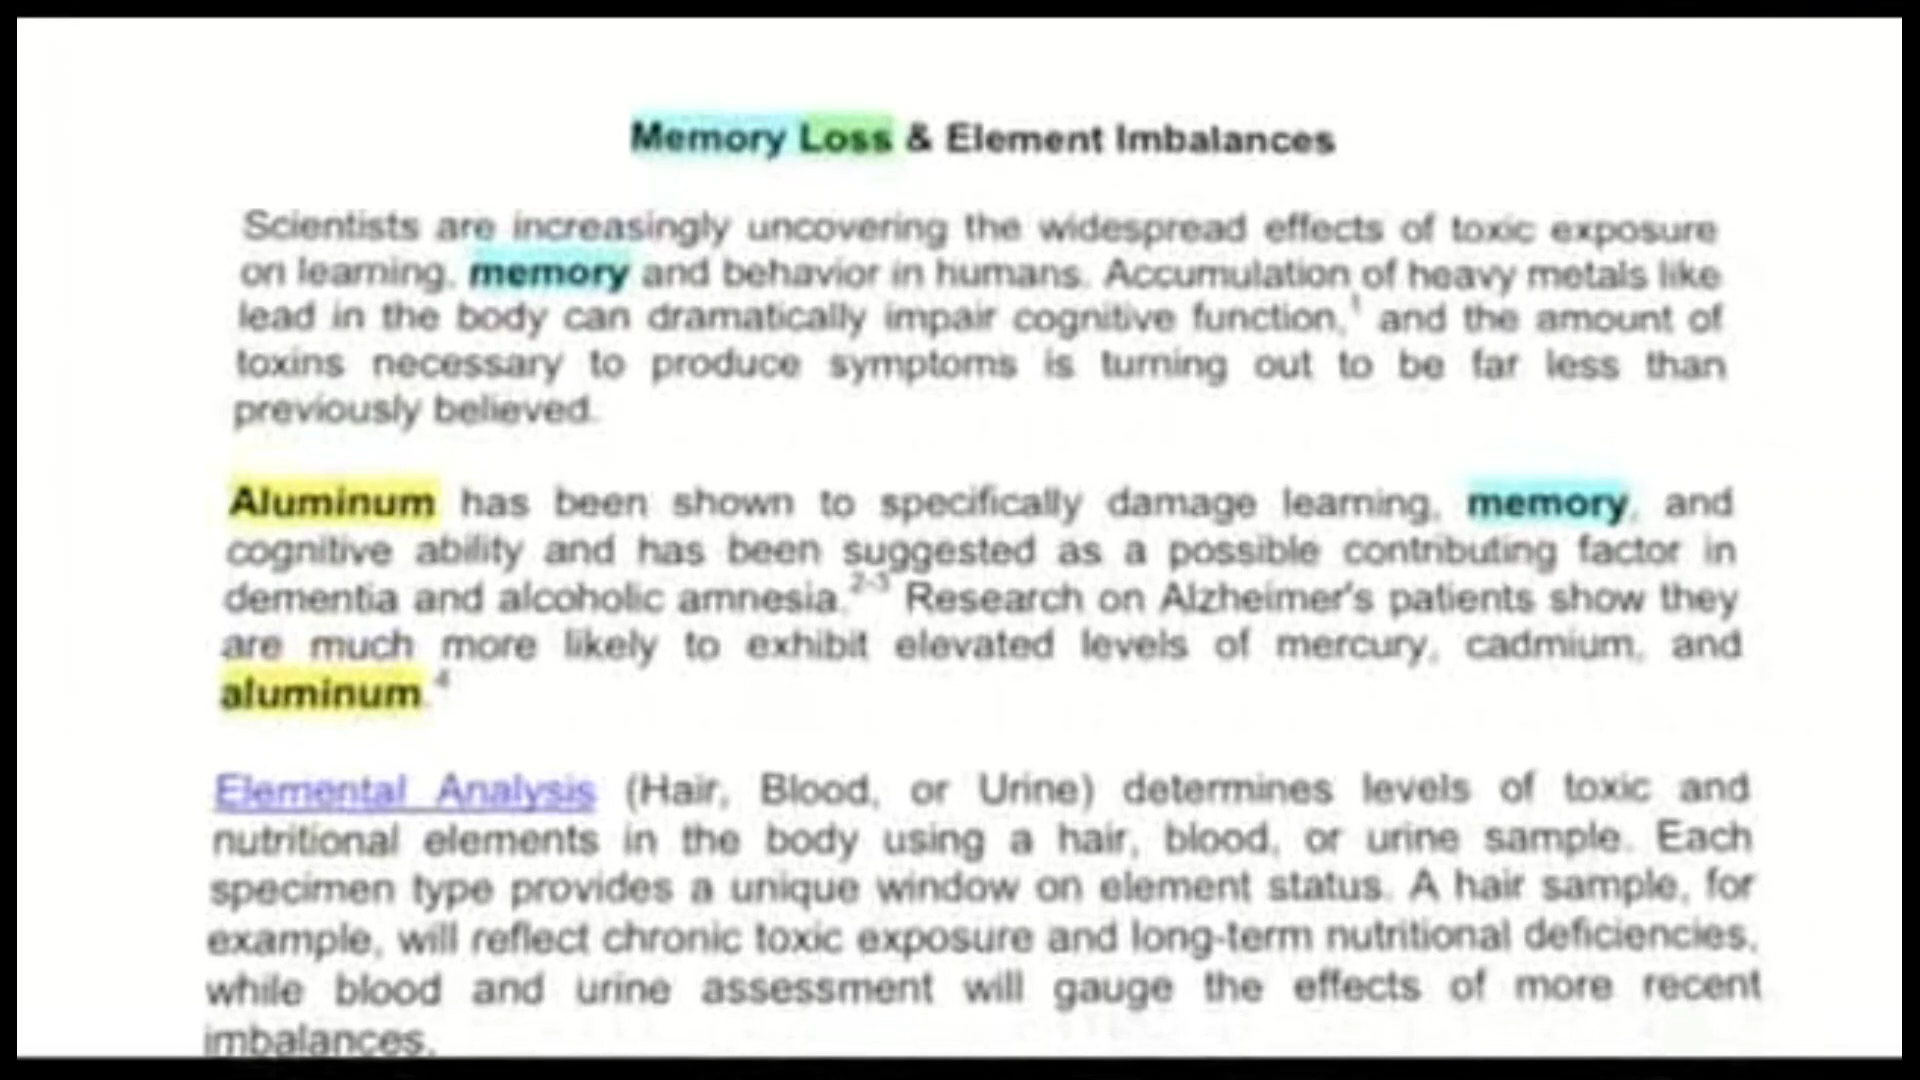 Memory Loss & Element Imbalances
Scientists are increasingly uncovering the widespread effects of toxic exposure
on learning, memory and behavior in humans. Accumulation of heavy metals like
lead in the body can dramatically impair cognitive function,¹ and the amount of
toxins necessary to produce symptoms is turning out to be far less than
previously believed.
Aluminum has been shown to specifically damage learning, memory, and
cognitive ability and has been suggested as a possible contributing factor in
dementia and alcoholic amnesia.²⁻³ Research on Alzheimer's patients show they
are much more likely to exhibit elevated levels of mercury, cadmium, and
aluminum.⁴
Elemental Analysis (Hair, Blood, or Urine) determines levels of toxic and
nutritional elements in the body using a hair, blood, or urine sample. Each
specimen type provides a unique window on element status. A hair sample, for
example, will reflect chronic toxic exposure and long-term nutritional deficiencies,
while blood and urine assessment will gauge the effects of more recent
imbalances.